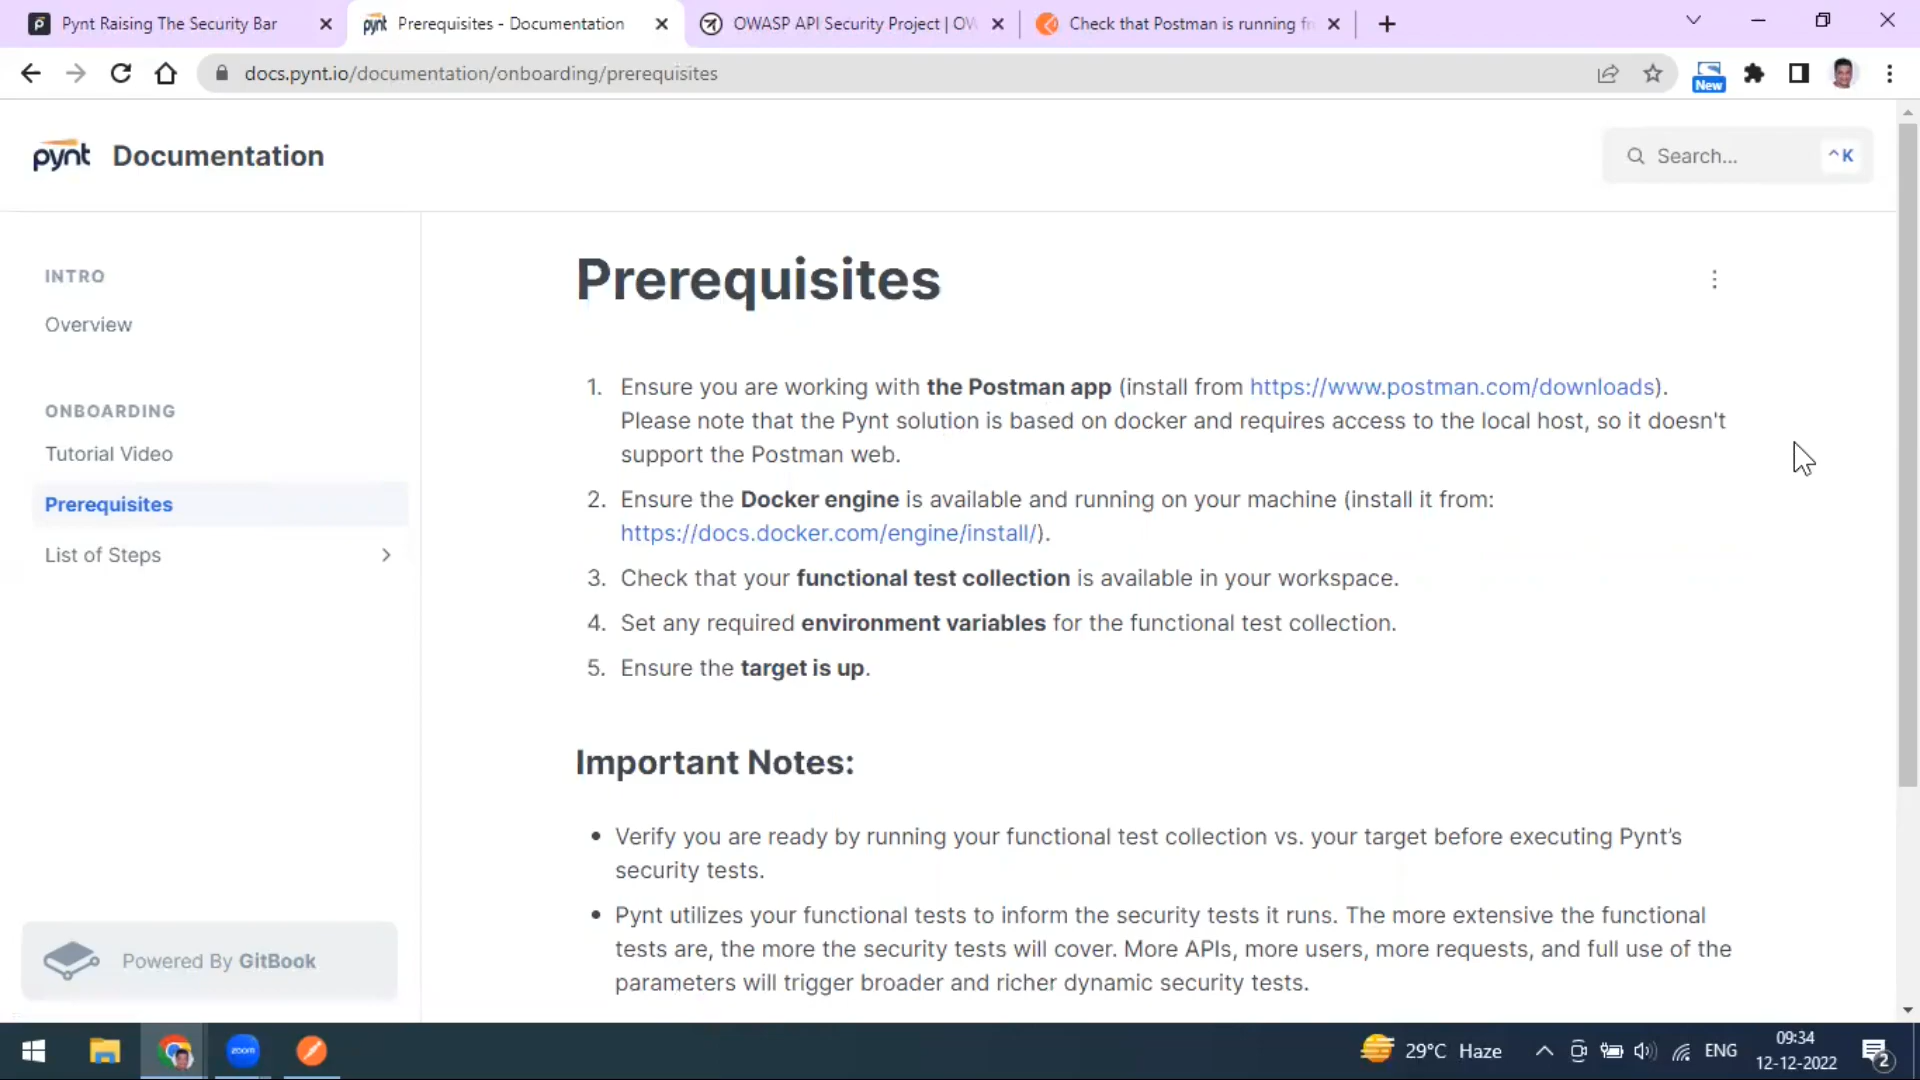 Pynt Raising The Security Bar
Prerequisites - Documentation
OWASP API Security Project | OW
Check that Postman is running fr
docs.pynt.io/documentation/onboarding/prerequisites
New
pynt Documentation
Search...
^K
INTRO
Overview
ONBOARDING
Tutorial Video
Prerequisites
List of Steps
Powered By GitBook
Prerequisites
1. Ensure you are working with the Postman app (install from https://www.postman.com/downloads).
Please note that the Pynt solution is based on docker and requires access to the local host, so it doesn't
support the Postman web.
2. Ensure the Docker engine is available and running on your machine (install it from:
https://docs.docker.com/engine/install/).
3. Check that your functional test collection is available in your workspace.
4. Set any required environment variables for the functional test collection.
5. Ensure the target is up.
Important Notes:
• Verify you are ready by running your functional test collection vs. your target before executing Pynt’s
security tests.
• Pynt utilizes your functional tests to inform the security tests it runs. The more extensive the functional
tests are, the more the security tests will cover. More APIs, more users, more requests, and full use of the
parameters will trigger broader and richer dynamic security tests.
zoom
29°C Haze
ENG
09:34
12-12-2022
2